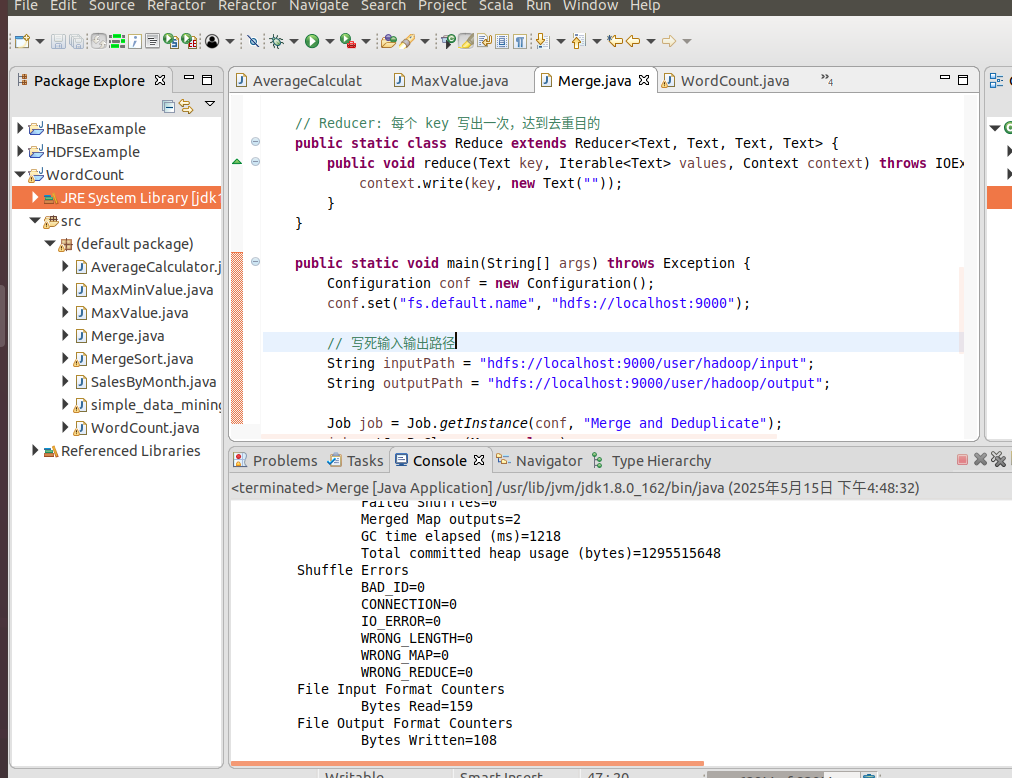 File Edit Source Refactor Refactor Navigate Search Project Scala Run Window Help
Package Explorer
HBaseExample
HDFSExample
WordCount
JRE System Library [jdk1
src
(default package)
AverageCalculator.j
MaxMinValue.java
MaxValue.java
Merge.java
MergeSort.java
SalesByMonth.java
simple_data_mining
WordCount.java
Referenced Libraries
AverageCalculat MaxValue.java Merge.java WordCount.java »4
// Reducer: 每个 key 写出一次，达到去重目的
public static class Reduce extends Reducer<Text, Text, Text, Text> {
public void reduce(Text key, Iterable<Text> values, Context context) throws IOEx
context.write(key, new Text(""));
}
}
public static void main(String[] args) throws Exception {
Configuration conf = new Configuration();
conf.set("fs.default.name", "hdfs://localhost:9000");
// 写死输入输出路径
String inputPath = "hdfs://localhost:9000/user/hadoop/input";
String outputPath = "hdfs://localhost:9000/user/hadoop/output";
Job job = Job.getInstance(conf, "Merge and Deduplicate");
Problems Tasks Console Navigator Type Hierarchy
<terminated> Merge [Java Application] /usr/lib/jvm/jdk1.8.0_162/bin/java (2025年5月15日 下午4:48:32)
Failed Shuffles=0
Merged Map outputs=2
GC time elapsed (ms)=1218
Total committed heap usage (bytes)=1295515648
Shuffle Errors
BAD_ID=0
CONNECTION=0
IO_ERROR=0
WRONG_LENGTH=0
WRONG_MAP=0
WRONG_REDUCE=0
File Input Format Counters
Bytes Read=159
File Output Format Counters
Bytes Written=108
Writable Smart Insert 47 : 20